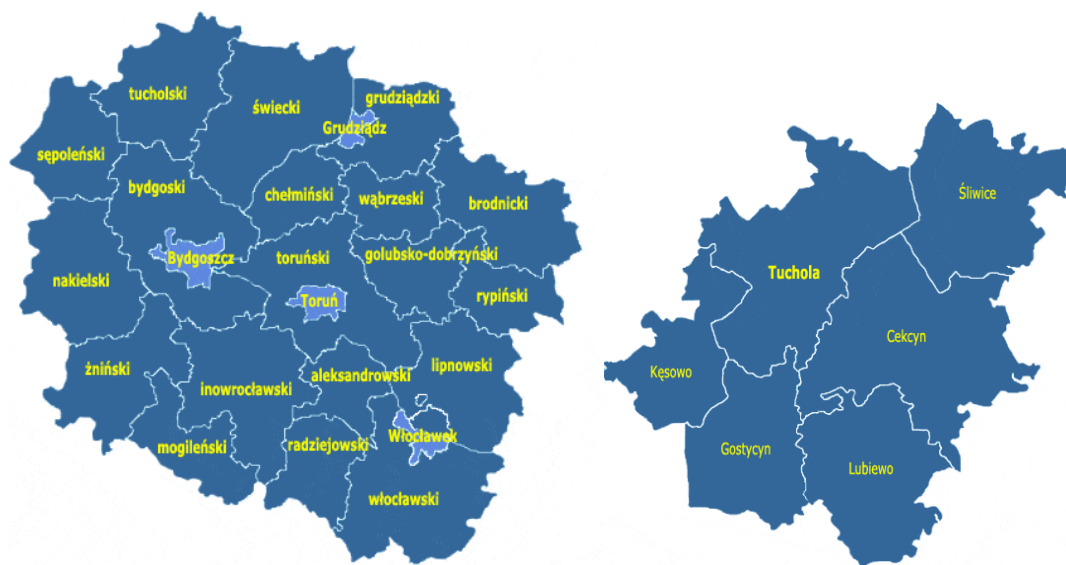 tucholski
świecki
grudziądzki
Grudziądz
sępoleński
bydgoski
chełmiński
wąbrzeski
brodnicki
Bydgoszcz
toruński
golubsko-dobrzyński
nakielski
Toruń
rypiński
żniński
inowrocławski
aleksandrowski
lipnowski
mogileński
radziejowski
Włocławek
włocławski
Śliwice
Tuchola
Cekcyn
Kęsowo
Gostycyn
Lubiewo